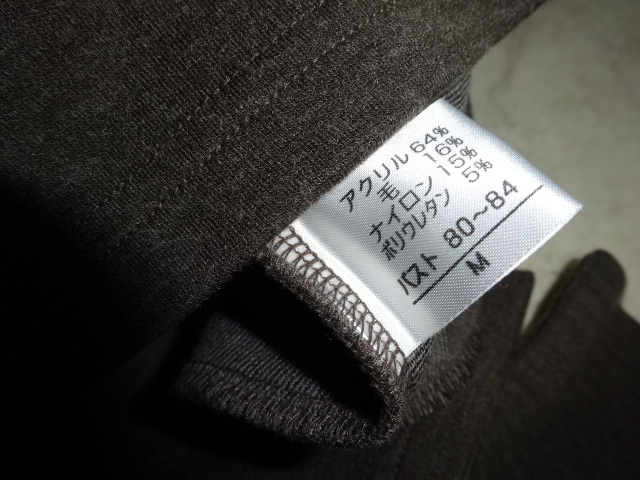 アクリル 64%
毛 16%
ナイロン 15%
ポリウレタン 5%
バスト 80～84
M